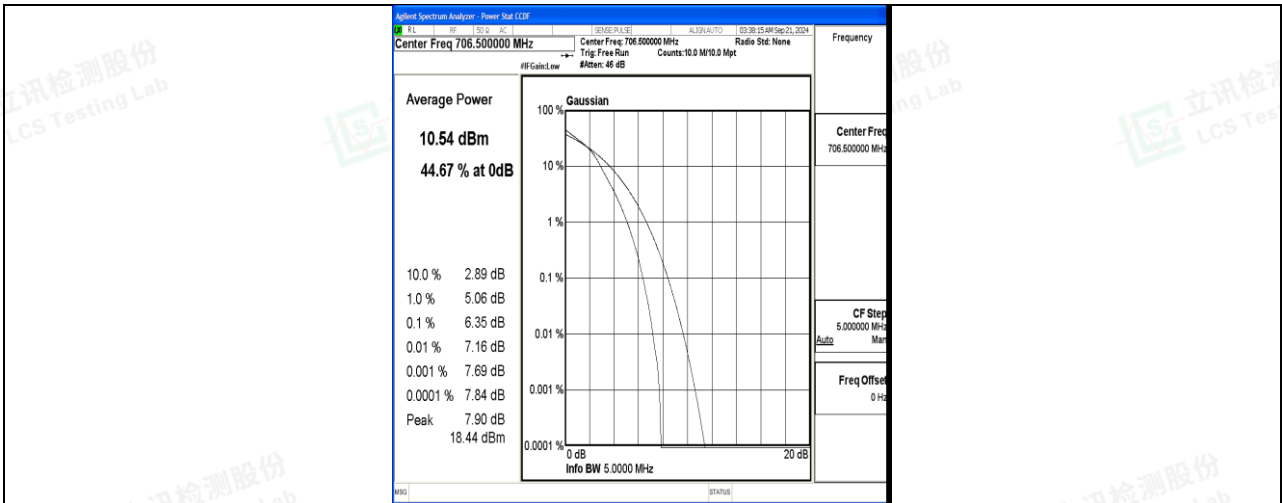 Agilent Spectrum Analyzer - Power Stat CCDF
RL RF 50 Ω AC SENSE:PULSE ALIGN AUTO 03:38:15 AM Sep 21, 2024
Center Freq 706.500000 MHz
Center Freq: 706.500000 MHz Radio Std: None
Trig: Free Run Counts:10.0 M/10.0 Mpt
#IFGain:Low #Atten: 46 dB
Frequency
Average Power
10.54 dBm
44.67 % at 0dB
10.0 % 2.89 dB
1.0 % 5.06 dB
0.1 % 6.35 dB
0.01 % 7.16 dB
0.001 % 7.69 dB
0.0001 % 7.84 dB
Peak 7.90 dB
18.44 dBm
Gaussian
100 %
10 %
1 %
0.1 %
0.01 %
0.001 %
0.0001 %
0 dB 20 dB
Info BW 5.0000 MHz
Center Freq
706.500000 MHz
CF Step
5.000000 MHz
Auto Man
Freq Offset
0 Hz
MSG STATUS
立讯检测股份
LCS Testing Lab